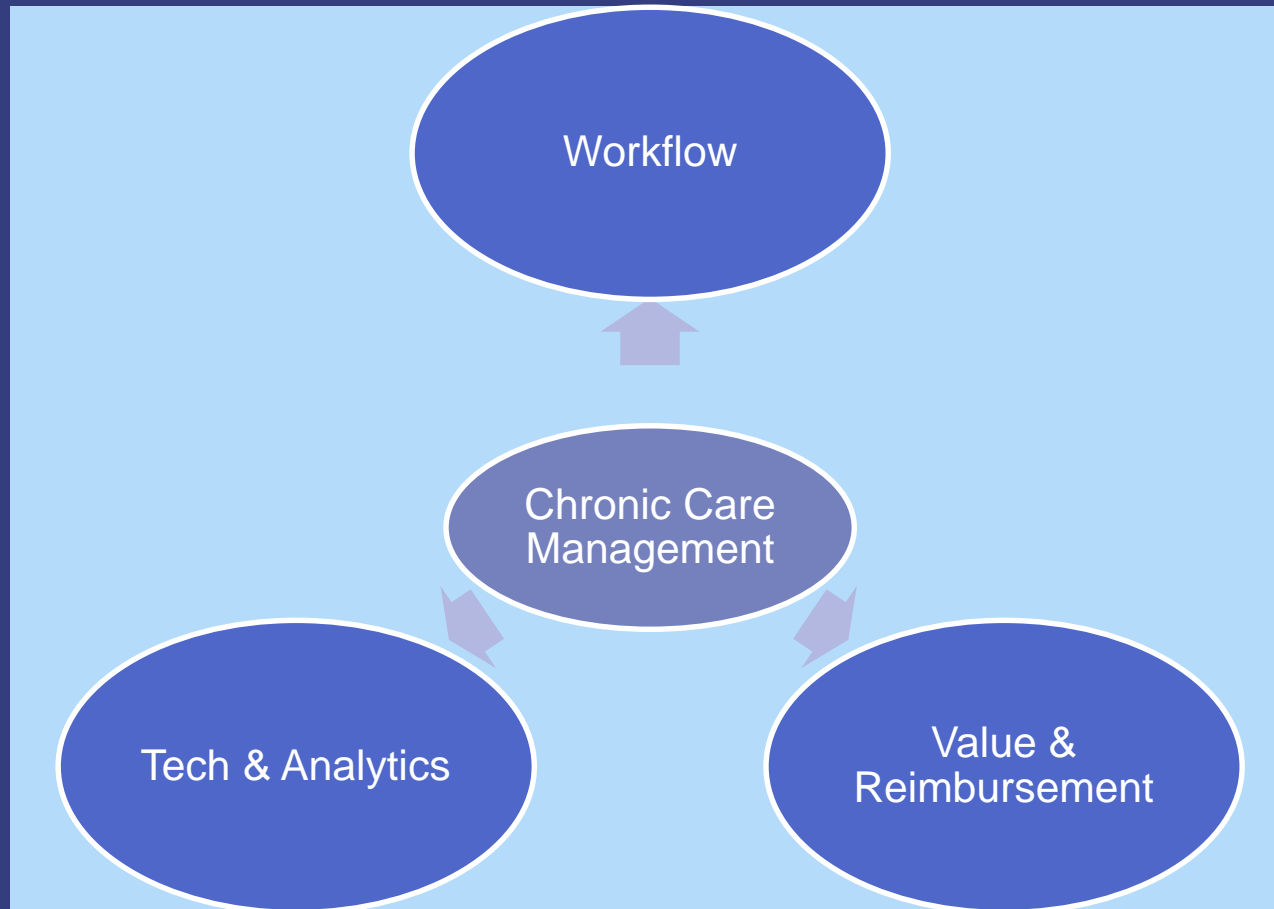 Workflow
Chronic Care
Management
Tech & Analytics
Value &
Reimbursement